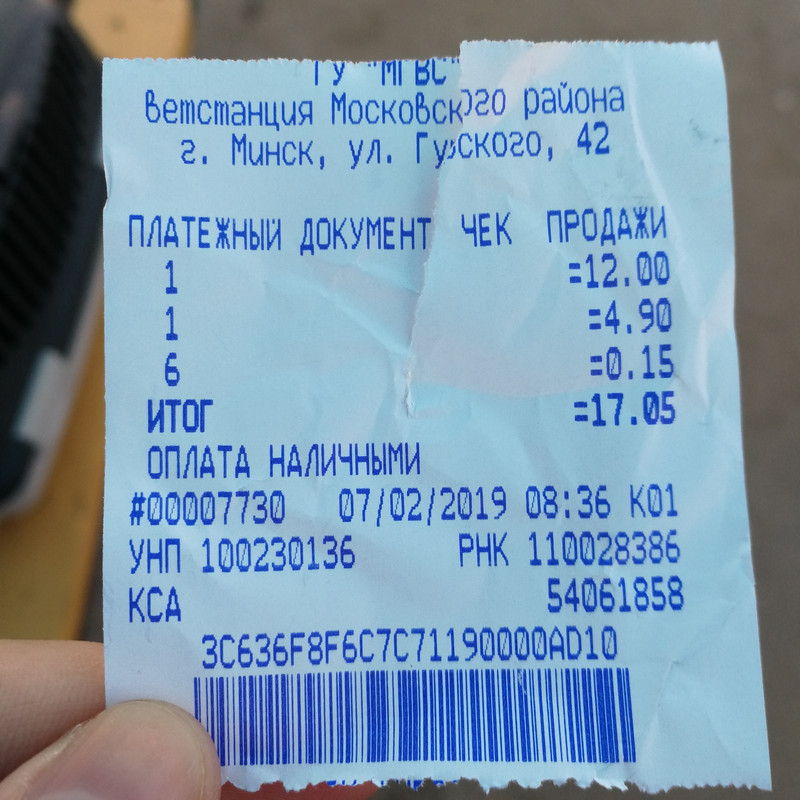 ГУ "МГВС"
Ветстанция Московского района
г. Минск, ул. Гурского, 42
ПЛАТЕЖНЫЙ ДОКУМЕНТ ЧЕК ПРОДАЖИ
1 =12.00
1 =4.90
6 =0.15
ИТОГ =17.05
ОПЛАТА НАЛИЧНЫМИ
#00007730 07/02/2019 08:36 К01
УНП 100230136 РНК 110028386
КСА 54061858
3C636F8F6C7C71190000AD10